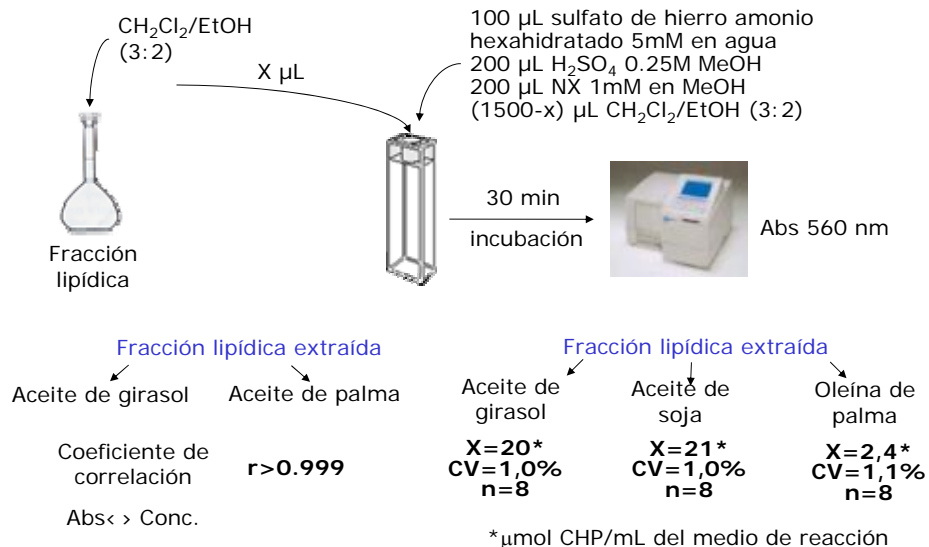 CH₂Cl₂/EtOH
(3:2)
X µL
100 µL sulfato de hierro amonio
hexahidratado 5mM en agua
200 µL H₂SO₄ 0.25M MeOH
200 µL NX 1mM en MeOH
(1500-x) µL CH₂Cl₂/EtOH (3:2)
Fracción
lipídica
30 min
incubación
Abs 560 nm
Fracción lipídica extraída
Aceite de girasol
Aceite de palma
Coeficiente de
correlación
r>0.999
Abs‹ › Conc.
Fracción lipídica extraída
Aceite de
girasol
X=20*
CV=1,0%
n=8
Aceite de
soja
X=21*
CV=1,0%
n=8
Oleína de
palma
X=2,4*
CV=1,1%
n=8
*µmol CHP/mL del medio de reacción